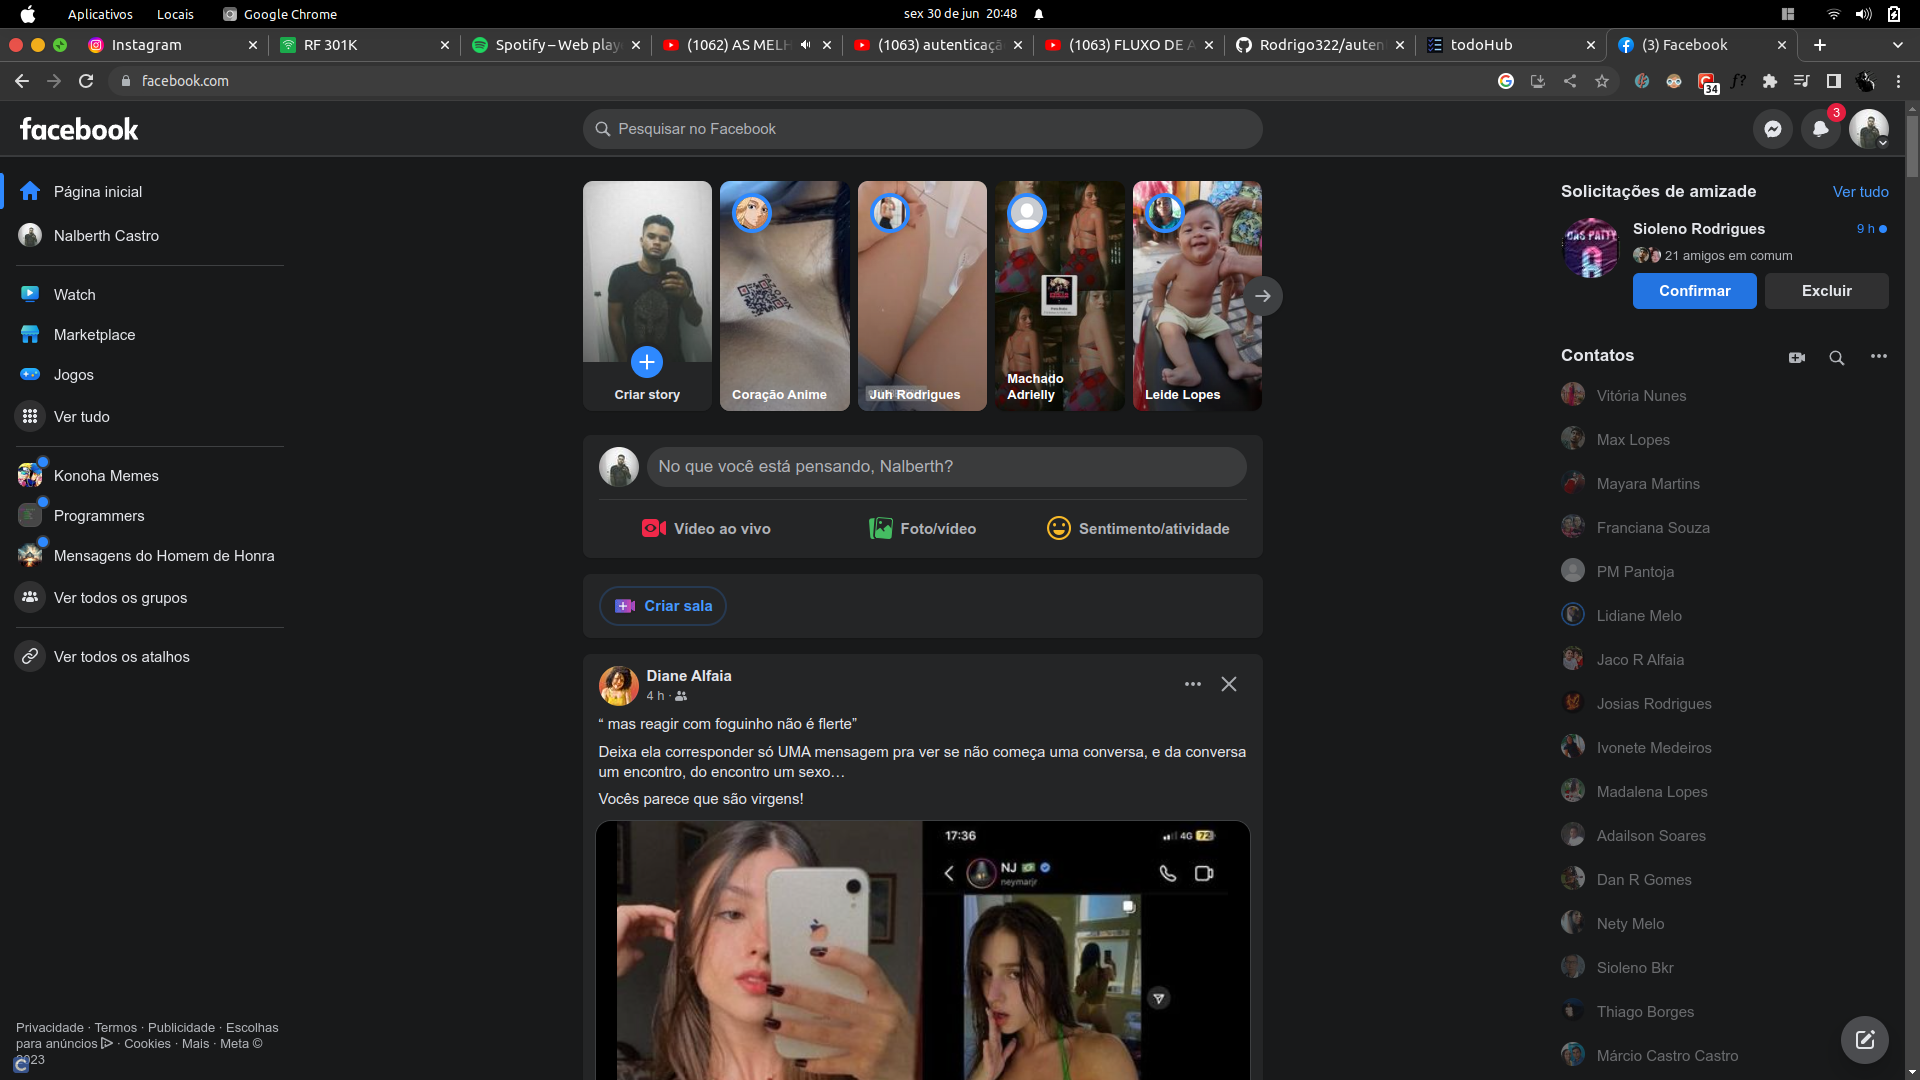 Aplicativos Locais Google Chrome sex 30 de jun 20:48
Instagram RF 301K Spotify – Web play (1062) AS MELH (1063) autenticaçã (1063) FLUXO DE A Rodrigo322/auten todoHub (3) Facebook
facebook.com 34
facebook Pesquisar no Facebook 3
Página inicial
Nalberth Castro
Watch
Marketplace
Jogos
Ver tudo
Konoha Memes
Programmers
Mensagens do Homem de Honra
Ver todos os grupos
Ver todos os atalhos
Privacidade · Termos · Publicidade · Escolhas
para anúncios · Cookies · Mais · Meta ©
2023
Criar story
Coração Anime
Juh Rodrigues
Machado
Adrielly
Leide Lopes
No que você está pensando, Nalberth?
Vídeo ao vivo Foto/vídeo Sentimento/atividade
Criar sala
Diane Alfaia
4 h ·
“ mas reagir com foguinho não é flerte”
Deixa ela corresponder só UMA mensagem pra ver se não começa uma conversa, e da conversa
um encontro, do encontro um sexo…
Vocês parece que são virgens!
17:36 4G 72
NJ
neymarjr
Solicitações de amizade Ver tudo
Sioleno Rodrigues 9 h
21 amigos em comum
Confirmar Excluir
Contatos
Vitória Nunes
Max Lopes
Mayara Martins
Franciana Souza
PM Pantoja
Lidiane Melo
Jaco R Alfaia
Josias Rodrigues
Ivonete Medeiros
Madalena Lopes
Adailson Soares
Dan R Gomes
Nety Melo
Sioleno Bkr
Thiago Borges
Márcio Castro Castro